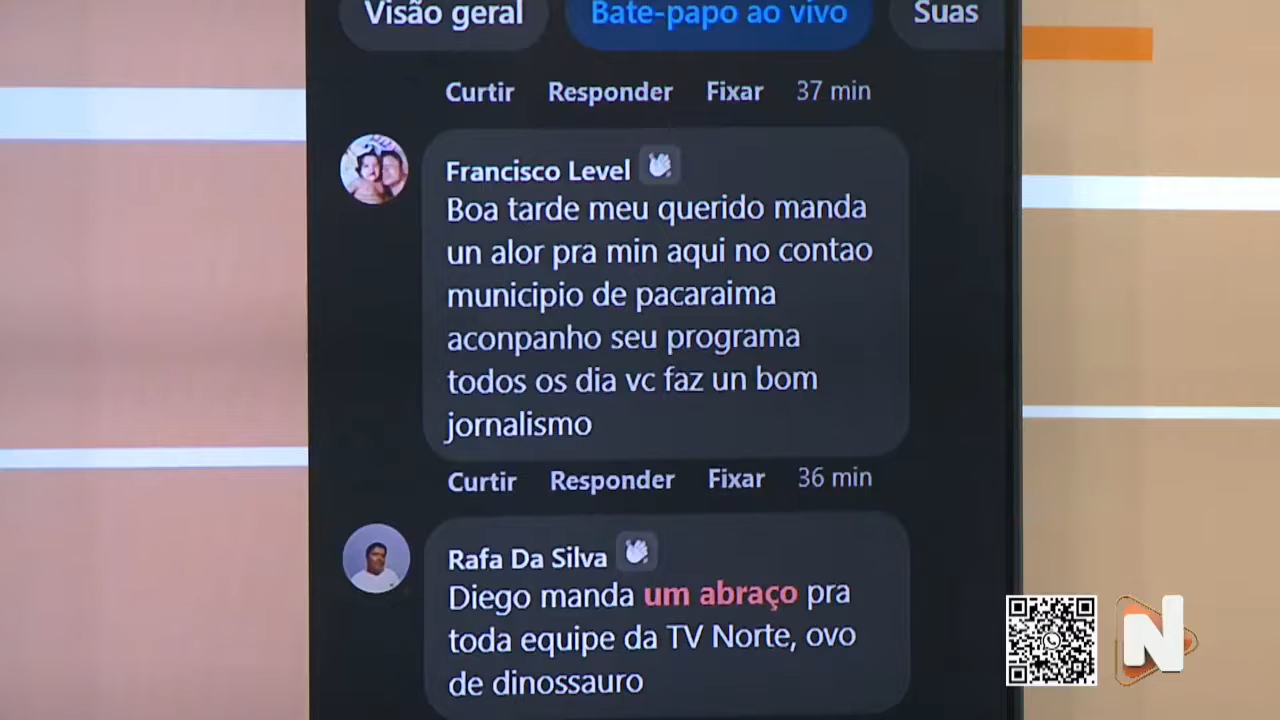 Visão geral
Bate-papo ao vivo
Suas
Curtir Responder Fixar 37 min
Francisco Level
Boa tarde meu querido manda
un alor pra min aqui no contao
municipio de pacaraima
aconpanho seu programa
todos os dia vc faz un bom
jornalismo
Curtir Responder Fixar 36 min
Rafa Da Silva
Diego manda um abraço pra
toda equipe da TV Norte, ovo
de dinossauro
N